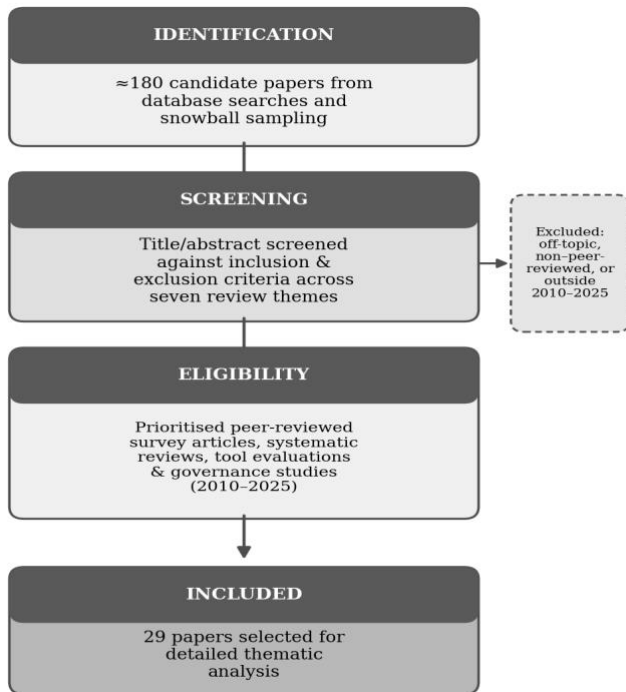 IDENTIFICATION
≈180 candidate papers from
database searches and
snowball sampling
SCREENING
Title/abstract screened
against inclusion &
exclusion criteria across
seven review themes
Excluded:
off-topic,
non–peer-
reviewed, or
outside
2010–2025
ELIGIBILITY
Prioritised peer-reviewed
survey articles, systematic
reviews, tool evaluations
& governance studies
(2010–2025)
INCLUDED
29 papers selected for
detailed thematic
analysis